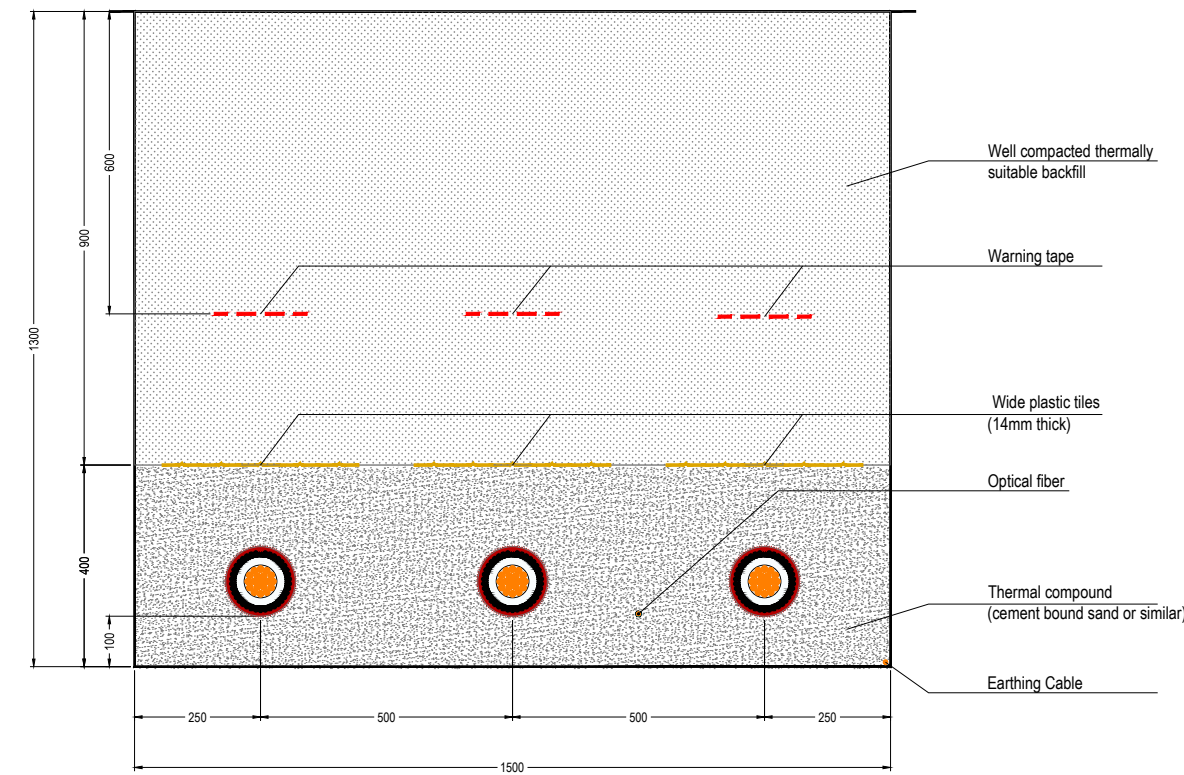 Well compacted thermally
suitable backfill
600
900
Warning tape
1300
Wide plastic tiles
(14mm thick)
Optical fiber
400
Thermal compound
(cement bound sand or similar)
100
Earthing Cable
250
500
500
250
1500